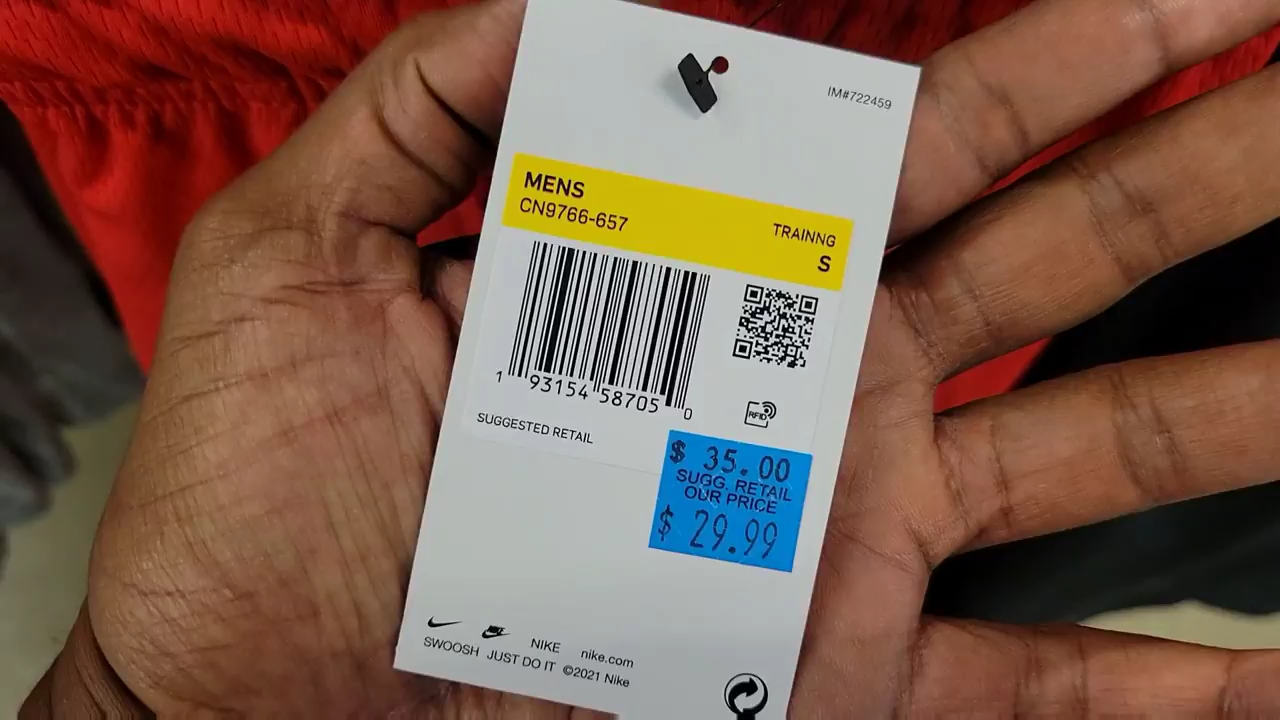 IM#722459
MENS
CN9766-657
TRAINNG
S
1 93154 58705 0
RFID
SUGGESTED RETAIL
$ 35.00
SUGG. RETAIL
OUR PRICE
$ 29.99
NIKE nike.com
SWOOSH JUST DO IT ©2021 Nike